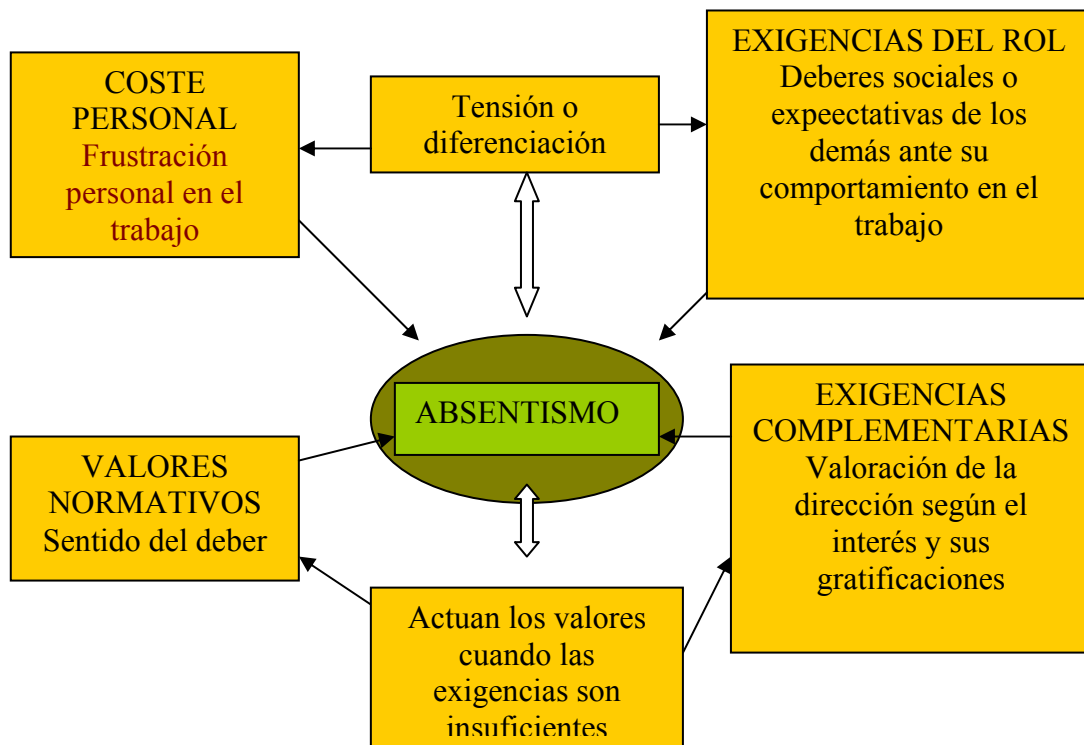 COSTE
PERSONAL
Frustración
personal en el
trabajo
Tensión o
diferenciación
EXIGENCIAS DEL ROL
Deberes sociales o
expeectativas de los
demás ante su
comportamiento en el
trabajo
ABSENTISMO
VALORES
NORMATIVOS
Sentido del deber
EXIGENCIAS
COMPLEMENTARIAS
Valoración de la
dirección según el
interés y sus
gratificaciones
Actuan los valores
cuando las
exigencias son
insuficientes